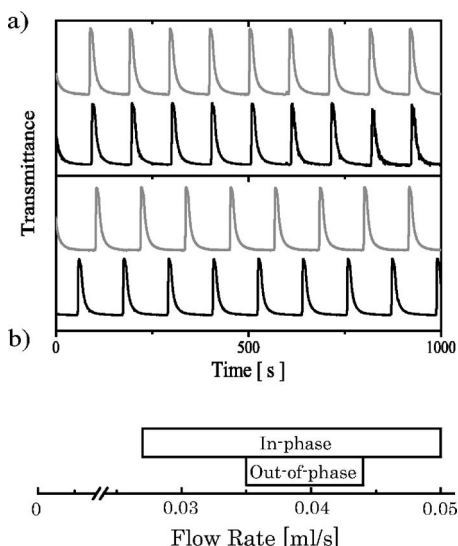 a)
Transmittance
b)
0 500 1000
Time [ s ]
In-phase
Out-of-phase
0 0.03 0.04 0.05
Flow Rate [ml/s]